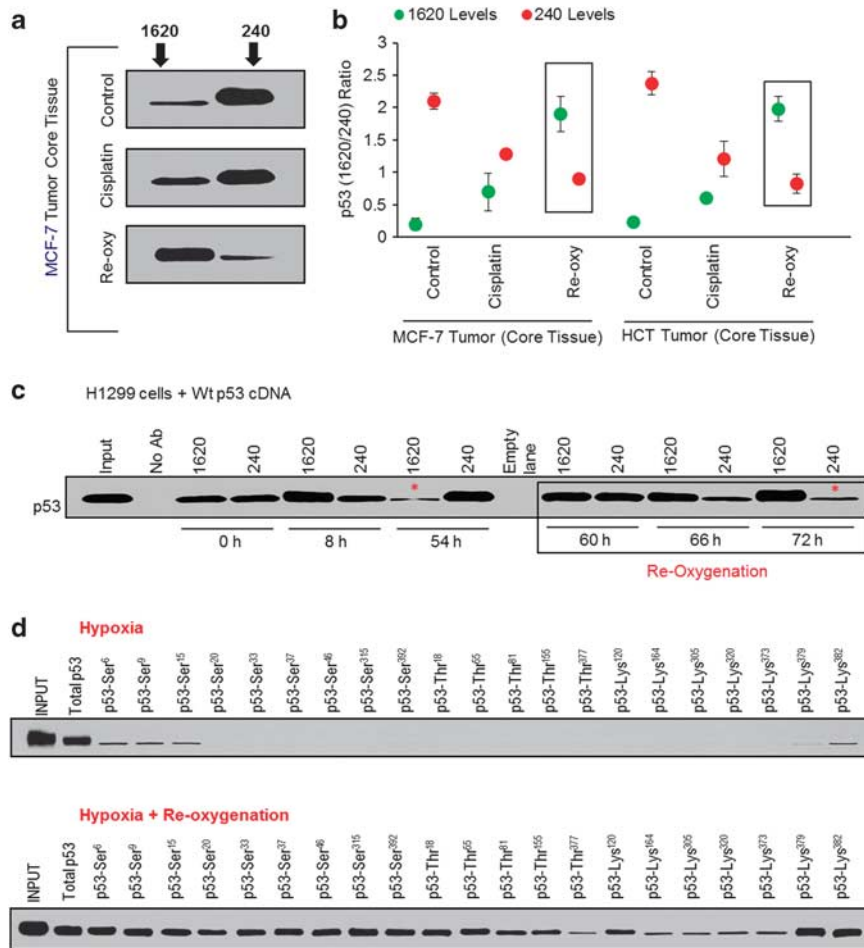 a
1620 240
MCF-7 Tumor Core Tissue
Control
Cisplatin
Re-oxy
b
1620 Levels 240 Levels
p53 (1620/240) Ratio
3
2.5
2
1.5
1
0.5
0
Control Cisplatin Re-oxy Control Cisplatin Re-oxy
MCF-7 Tumor (Core Tissue) HCT Tumor (Core Tissue)
c
H1299 cells + Wt p53 cDNA
Input No Ab 1620 240 1620 240 1620 240 Empty lane 1620 240 1620 240 1620 240
* *
p53
0 h 8 h 54 h 60 h 66 h 72 h
Re-Oxygenation
d
Hypoxia
INPUT Total p53 p53-Ser6 p53-Ser9 p53-Ser15 p53-Ser20 p53-Ser33 p53-Ser37 p53-Ser46 p53-Ser315 p53-Ser392 p53-Thr18 p53-Thr55 p53-Thr81 p53-Thr155 p53-Thr377 p53-Lys120 p53-Lys164 p53-Lys305 p53-Lys320 p53-Lys373 p53-Lys379 p53-Lys382
Hypoxia + Re-oxygenation
INPUT Total p53 p53-Ser6 p53-Ser9 p53-Ser15 p53-Ser20 p53-Ser33 p53-Ser37 p53-Ser46 p53-Ser315 p53-Ser392 p53-Thr18 p53-Thr55 p53-Thr81 p53-Thr155 p53-Thr377 p53-Lys120 p53-Lys164 p53-Lys305 p53-Lys320 p53-Lys373 p53-Lys379 p53-Lys382